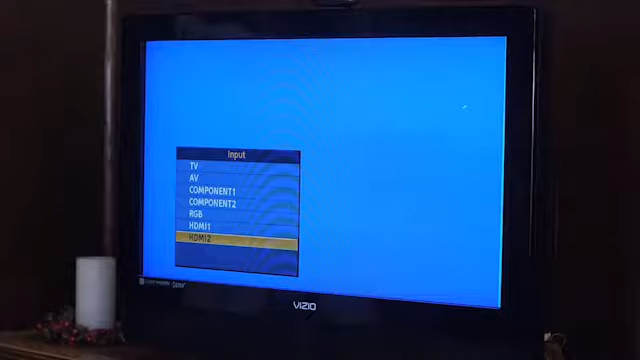 Input
TV
AV
COMPONENT1
COMPONENT2
RGB
HDMI1
HDMI2
VIZIO